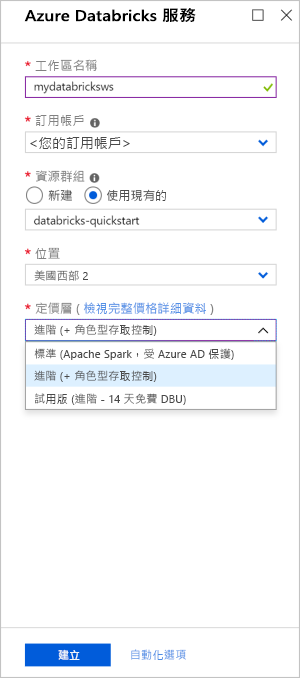 Azure Databricks 服務
* 工作區名稱
mydatabricksws
* 訂用帳戶
<您的訂用帳戶>
* 資源群組
新建 使用現有的
databricks-quickstart
* 位置
美國西部 2
* 定價層 ( 檢視完整價格詳細資料 )
進階 (+ 角色型存取控制)
標準 (Apache Spark，受 Azure AD 保護)
進階 (+ 角色型存取控制)
試用版 (進階 - 14 天免費 DBU)
建立 自動化選項